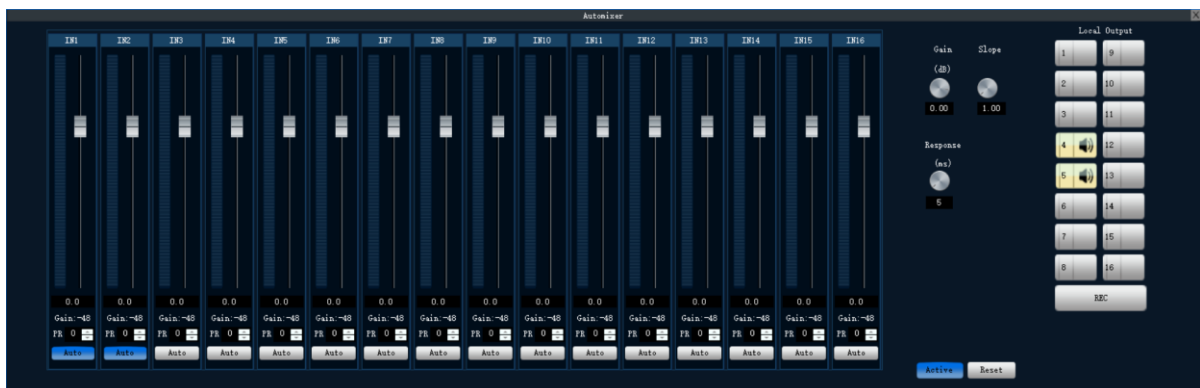 Automixer
IN1 IN2 IN3 IN4 IN5 IN6 IN7 IN8 IN9 IN10 IN11 IN12 IN13 IN14 IN15 IN16
0.0 0.0 0.0 0.0 0.0 0.0 0.0 0.0 0.0 0.0 0.0 0.0 0.0 0.0 0.0 0.0
Gain:-48 Gain:-48 Gain:-48 Gain:-48 Gain:-48 Gain:-48 Gain:-48 Gain:-48 Gain:-48 Gain:-48 Gain:-48 Gain:-48 Gain:-48 Gain:-48 Gain:-48 Gain:-48
PR 0 PR 0 PR 0 PR 0 PR 0 PR 0 PR 0 PR 0 PR 0 PR 0 PR 0 PR 0 PR 0 PR 0 PR 0 PR 0
Auto Auto Auto Auto Auto Auto Auto Auto Auto Auto Auto Auto Auto Auto Auto Auto
Gain Slope
(dB)
0.00 1.00
Response
(ms)
5
Active Reset
Local Output
1 9
2 10
3 11
4 12
5 13
6 14
7 15
8 16
REC